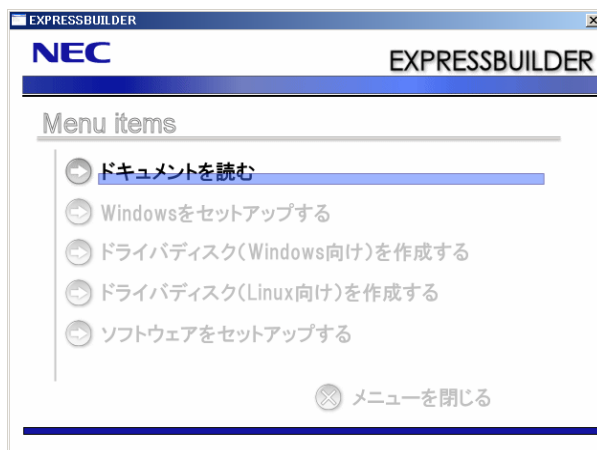 EXPRESSBUILDER
NEC
EXPRESSBUILDER
Menu items
ドキュメントを読む
Windowsをセットアップする
ドライバディスク(Windows向け)を作成する
ドライバディスク(Linux向け)を作成する
ソフトウェアをセットアップする
メニューを閉じる